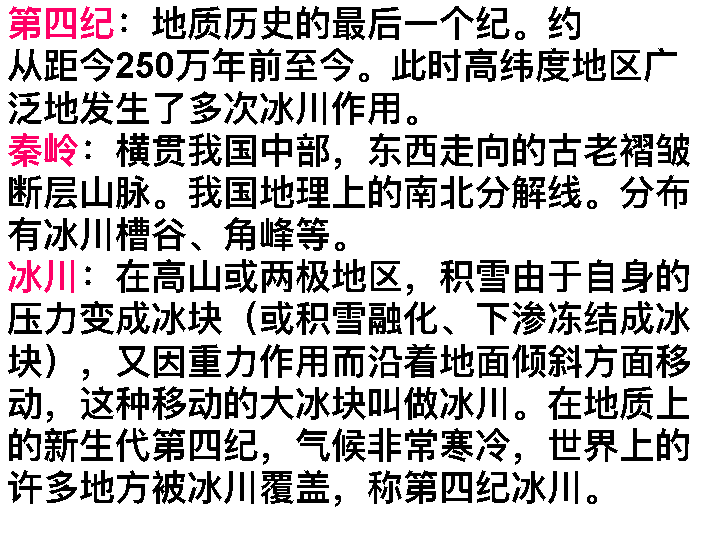 第四纪：地质历史的最后一个纪。约
从距今250万年前至今。此时高纬度地区广
泛地发生了多次冰川作用。
秦岭：横贯我国中部，东西走向的古老褶皱
断层山脉。我国地理上的南北分解线。分布
有冰川槽谷、角峰等。
冰川：在高山或两极地区，积雪由于自身的
压力变成冰块（或积雪融化、下渗冻结成冰
块），又因重力作用而沿着地面倾斜方面移
动，这种移动的大冰块叫做冰川。在地质上
的新生代第四纪，气候非常寒冷，世界上的
许多地方被冰川覆盖，称第四纪冰川。